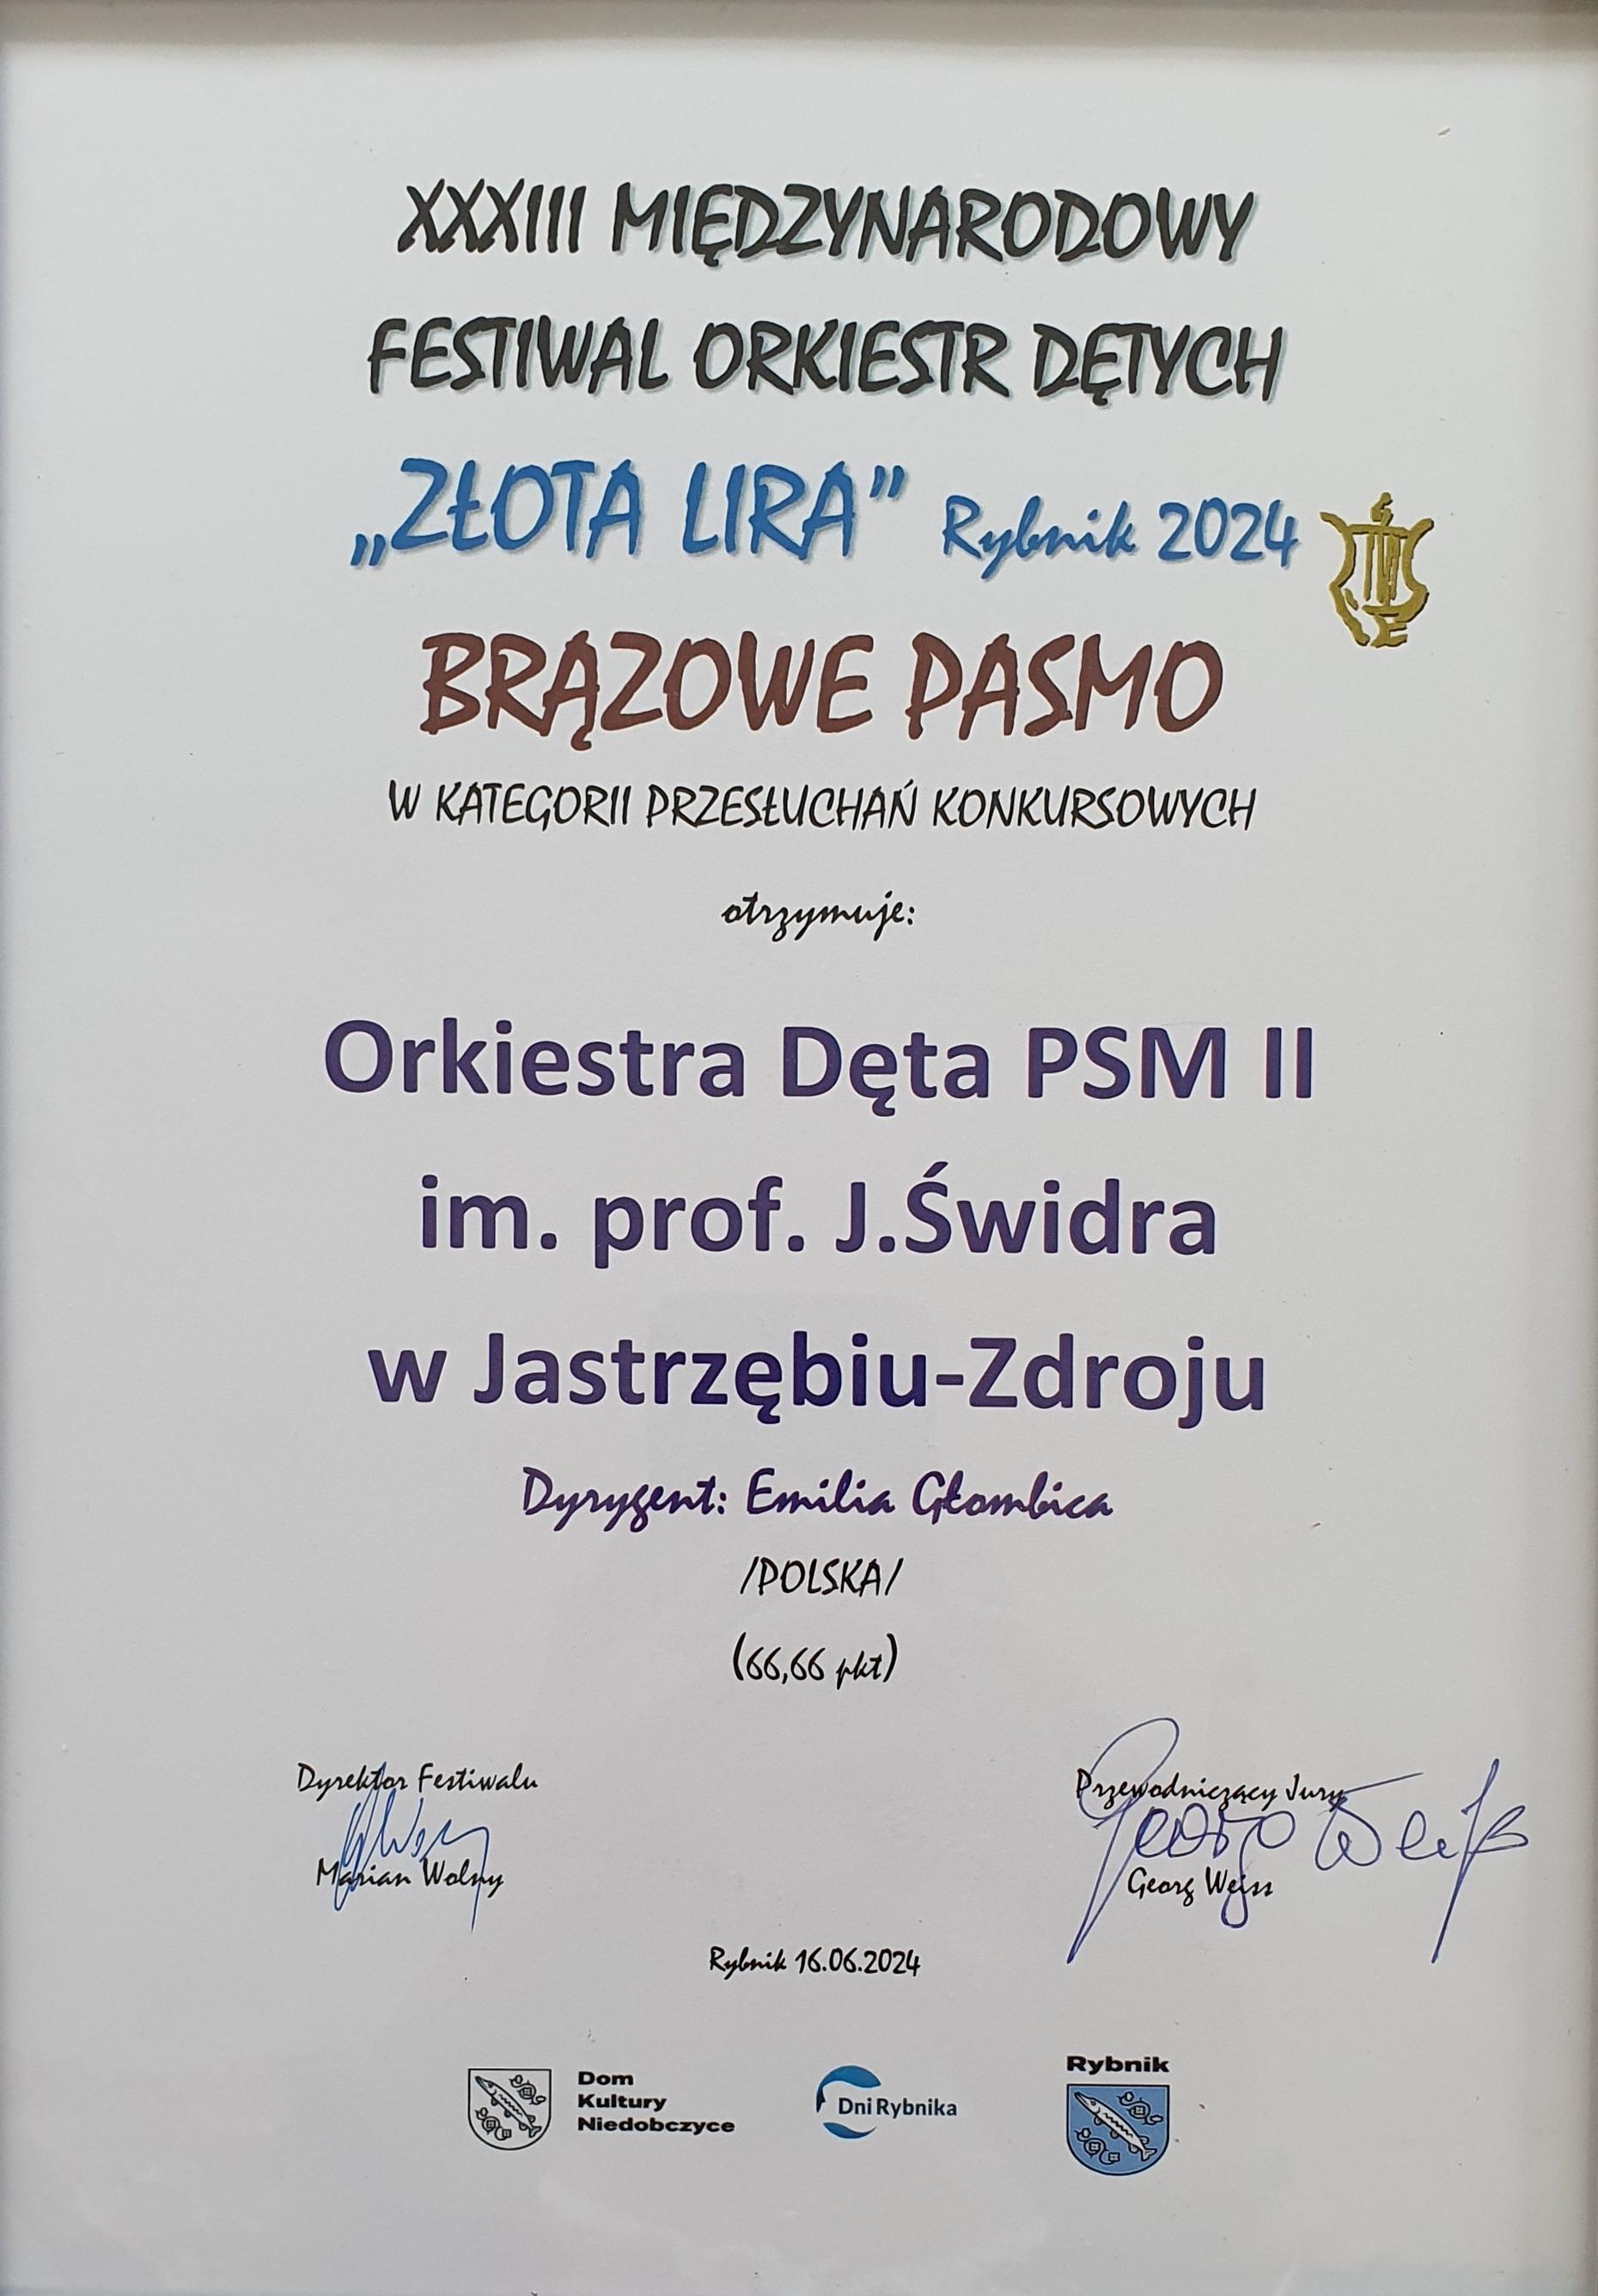 XXXIII MIĘDZYNARODOWY
FESTIWAL ORKIESTR DĘTYCH
„ZŁOTA LIRA” Rybnik 2024
BRĄZOWE PASMO
W KATEGORII PRZESŁUCHAŃ KONKURSOWYCH
otrzymuje:
Orkiestra Dęta PSM II
im. prof. J.Świdra
w Jastrzębiu-Zdroju
Dyrygent: Emilia Głombica
/POLSKA/
(66,66 pkt)
Dyrektor Festiwalu
Marian Wolny
Przewodniczący Jury
Georg Weiss
Georg Weiss
Rybnik 16.06.2024
Dom
Kultury
Niedobczyce
Dni Rybnika
Rybnik